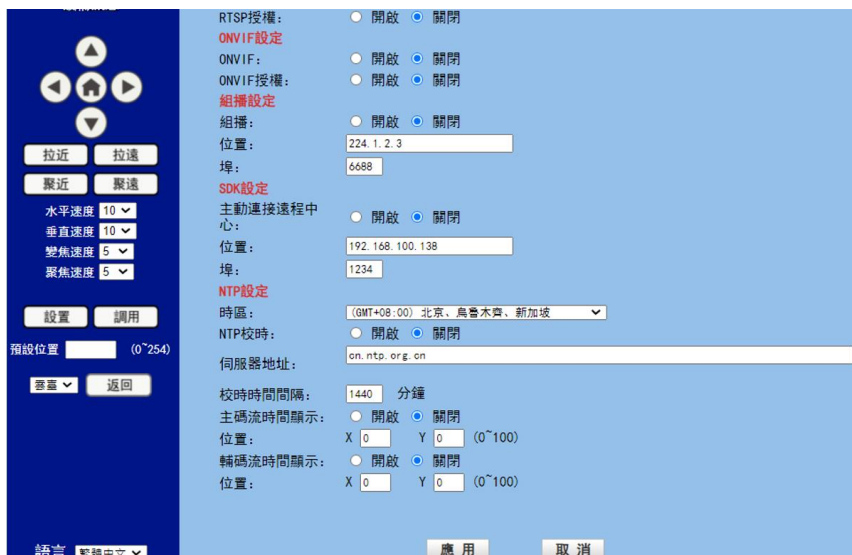 拉近
拉遠
聚近
聚遠
水平速度 10
垂直速度 10
變焦速度 5
聚焦速度 5
設置
調用
預設位置 (0~254)
返回
語言 繁體中文
RTSP授權: 開啟 關閉
ONVIF設定
ONVIF: 開啟 關閉
ONVIF授權: 開啟 關閉
組播設定
組播: 開啟 關閉
位置: 224.1.2.3
埠: 6688
SDK設定
主動連接遠程中
心: 開啟 關閉
位置: 192.168.100.138
埠: 1234
NTP設定
時區: (GMT+08:00) 北京、烏魯木齊、新加坡
NTP校時: 開啟 關閉
伺服器地址: cn.ntp.org.cn
校時時間間隔: 1440 分鐘
主碼流時間顯示: 開啟 關閉
位置: X 0 Y 0 (0~100)
輔碼流時間顯示: 開啟 關閉
位置: X 0 Y 0 (0~100)
應用
取消